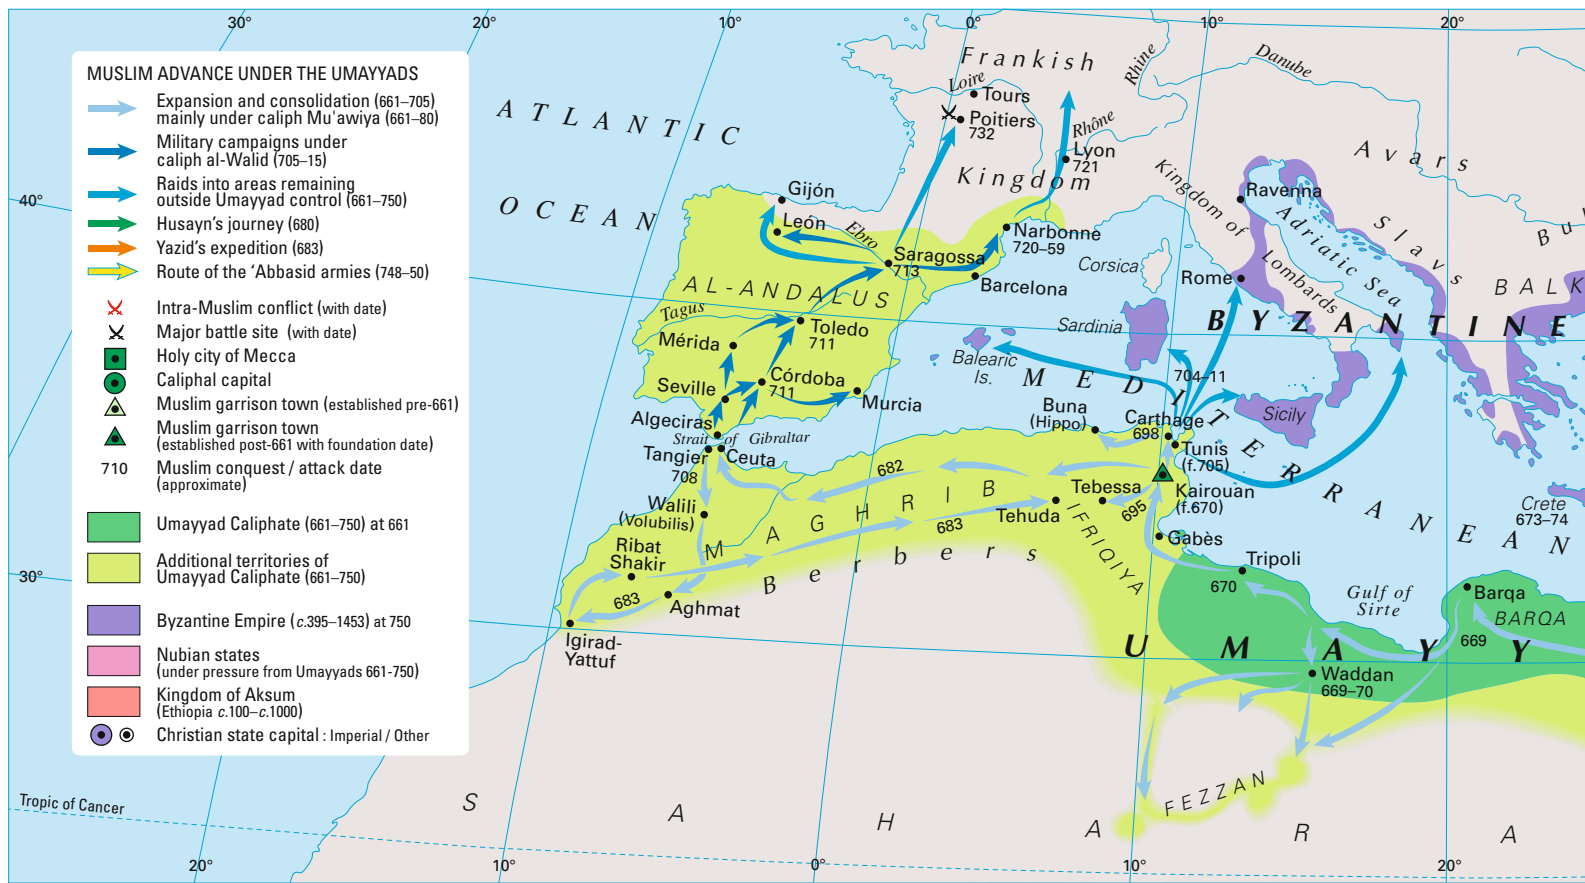 30°
20°
10°
0°
10°
20°
40°
30°
20°
10°
0°
10°
20°
MUSLIM ADVANCE UNDER THE UMAYYADS
Expansion and consolidation (661–705)
mainly under caliph Mu'awiya (661–80)
Military campaigns under
caliph al-Walid (705–15)
Raids into areas remaining
outside Umayyad control (661–750)
Husayn's journey (680)
Yazid's expedition (683)
Route of the 'Abbasid armies (748–50)
Intra-Muslim conflict (with date)
Major battle site (with date)
Holy city of Mecca
Caliphal capital
Muslim garrison town (established pre-661)
Muslim garrison town
(established post-661 with foundation date)
710 Muslim conquest / attack date
(approximate)
Umayyad Caliphate (661–750) at 661
Additional territories of
Umayyad Caliphate (661–750)
Byzantine Empire (c.395–1453) at 750
Nubian states
(under pressure from Umayyads 661-750)
Kingdom of Aksum
(Ethiopia c.100–c.1000)
Christian state capital : Imperial / Other
Tropic of Cancer
ATLANTIC
OCEAN
Frankish
Kingdom
Loire
Tours
Poitiers
732
Rhine
Rhône
Lyon
721
Danube
Avars
Slavs
Kingdom of
Lombards
Ravenna
Adriatic Sea
BALK
BYZANTINE
Rome
Corsica
Sardinia
Balearic
Is.
Sicily
704–11
MEDITERRANEAN
Crete
673–74
Gijón
León
Ebro
Saragossa
713
Narbonne
720–59
Barcelona
AL-ANDALUS
Tagus
Toledo
711
Mérida
Seville
Córdoba
711
Murcia
Algeciras
Strait of Gibraltar
Tangier
708
Ceuta
Walili
(Volubilis)
Ribat
Shakir
683
Aghmat
Igirad-
Yattuf
MAGHRIB
Berbers
682
683
Buna
(Hippo)
Carthage
698
Tunis
(f.705)
Kairouan
(f.670)
Tebessa
695
Tehuda
IFRIQIYA
Gabès
Tripoli
670
Gulf of
Sirte
Barqa
BARQA
669
UMAYY
Waddan
669–70
FEZZAN
SAHARA